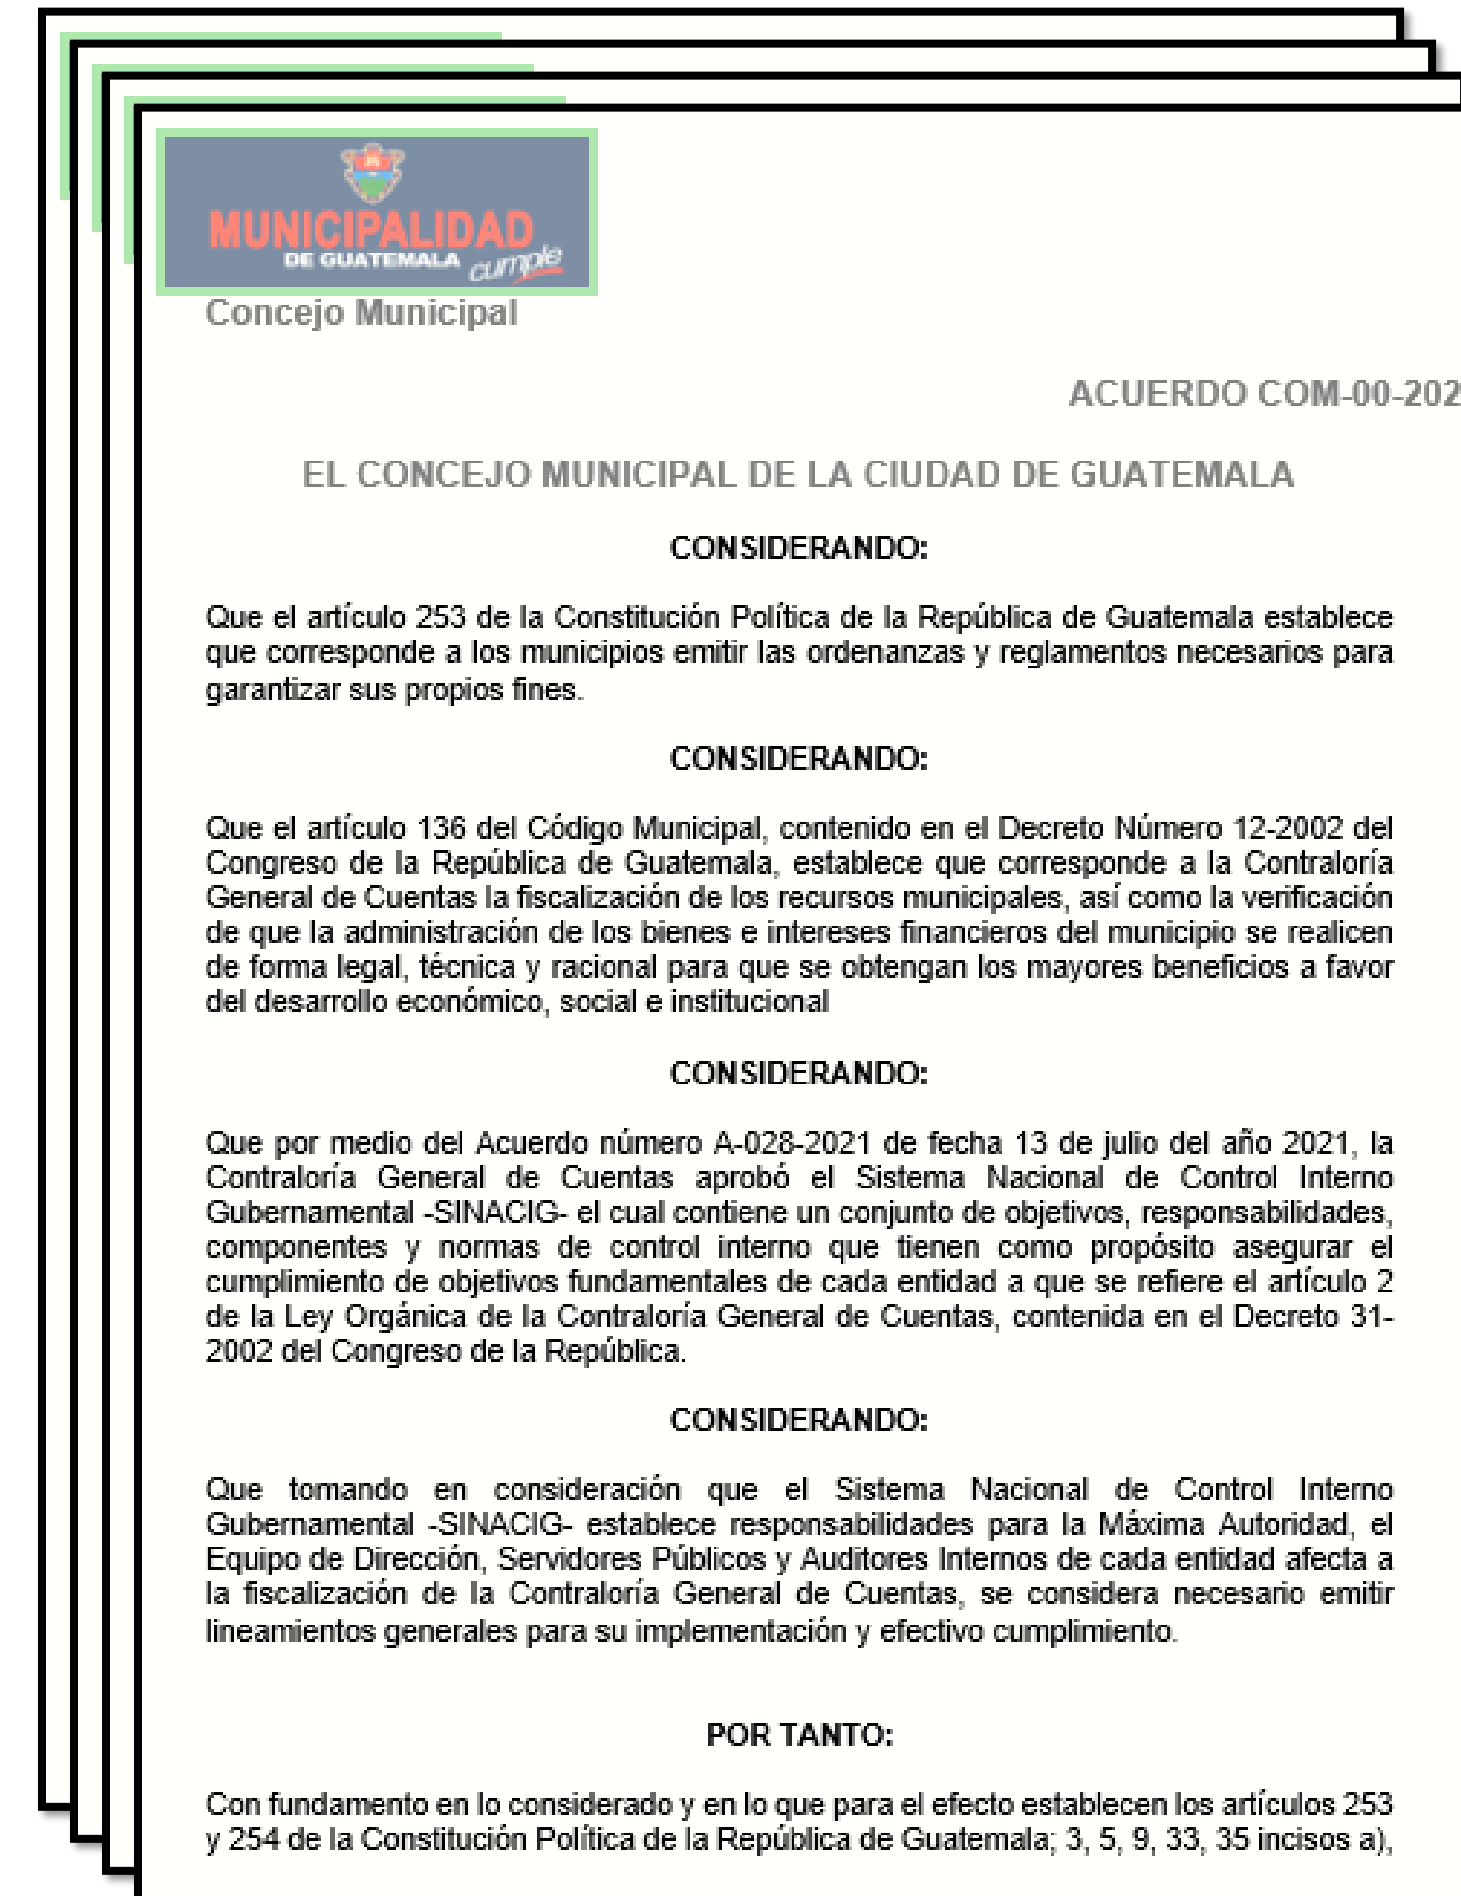 MUNICIPALIDAD
DE GUATEMALA cumple
Concejo Municipal
ACUERDO COM-00-202
EL CONCEJO MUNICIPAL DE LA CIUDAD DE GUATEMALA
CONSIDERANDO:
Que el artículo 253 de la Constitución Política de la República de Guatemala establece
que corresponde a los municipios emitir las ordenanzas y reglamentos necesarios para
garantizar sus propios fines.
CONSIDERANDO:
Que el artículo 136 del Código Municipal, contenido en el Decreto Número 12-2002 del
Congreso de la República de Guatemala, establece que corresponde a la Contraloría
General de Cuentas la fiscalización de los recursos municipales, así como la verificación
de que la administración de los bienes e intereses financieros del municipio se realicen
de forma legal, técnica y racional para que se obtengan los mayores beneficios a favor
del desarrollo económico, social e institucional
CONSIDERANDO:
Que por medio del Acuerdo número A-028-2021 de fecha 13 de julio del año 2021, la
Contraloría General de Cuentas aprobó el Sistema Nacional de Control Interno
Gubernamental -SINACIG- el cual contiene un conjunto de objetivos, responsabilidades,
componentes y normas de control interno que tienen como propósito asegurar el
cumplimiento de objetivos fundamentales de cada entidad a que se refiere el artículo 2
de la Ley Orgánica de la Contraloría General de Cuentas, contenida en el Decreto 31-
2002 del Congreso de la República.
CONSIDERANDO:
Que tomando en consideración que el Sistema Nacional de Control Interno
Gubernamental -SINACIG- establece responsabilidades para la Máxima Autoridad, el
Equipo de Dirección, Servidores Públicos y Auditores Internos de cada entidad afecta a
la fiscalización de la Contraloría General de Cuentas, se considera necesario emitir
lineamientos generales para su implementación y efectivo cumplimiento.
POR TANTO:
Con fundamento en lo considerado y en lo que para el efecto establecen los artículos 253
y 254 de la Constitución Política de la República de Guatemala; 3, 5, 9, 33, 35 incisos a),